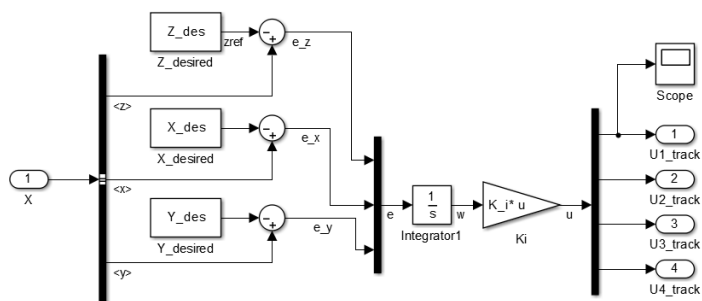 Z_des
zref
Z_desired
e_z
<z>
X_des
X_desired
e_x
1
X
<x>
Y_des
Y_desired
e_y
<y>
e
1
s
Integrator1
w
K_i* u
Ki
u
Scope
1
U1_track
2
U2_track
3
U3_track
4
U4_track